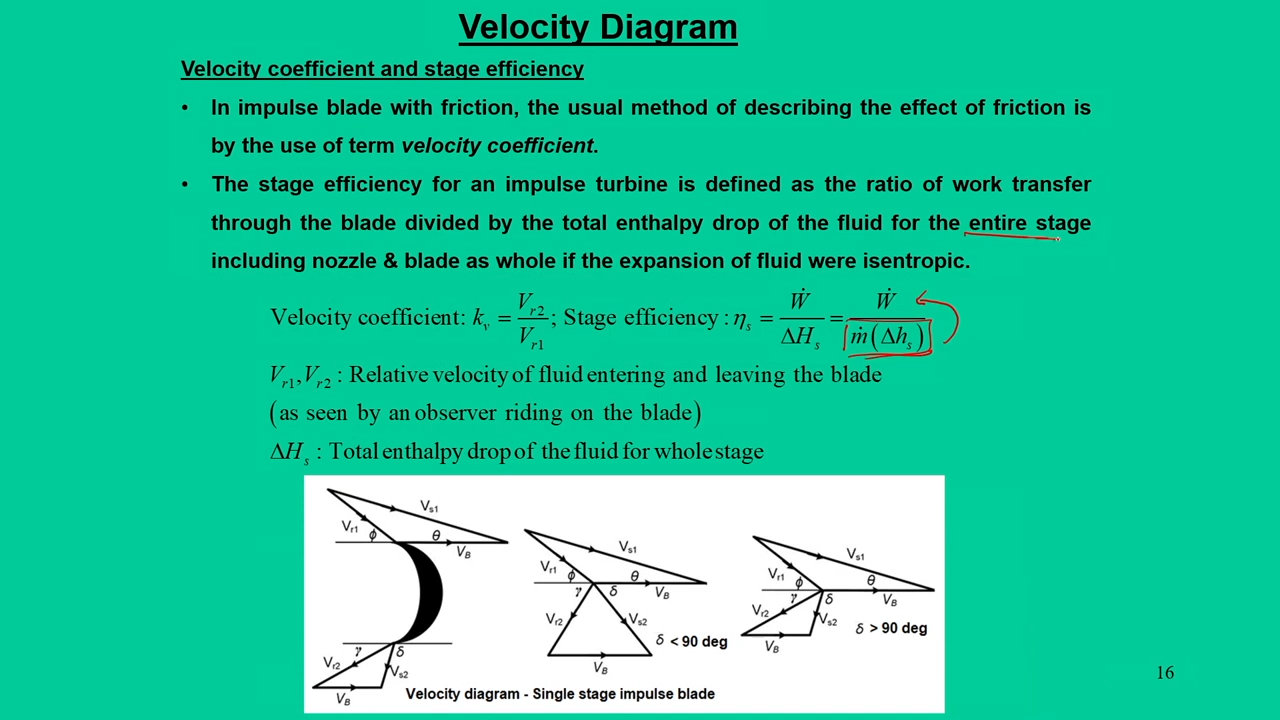 Velocity Diagram
Velocity coefficient and stage efficiency
• In impulse blade with friction, the usual method of describing the effect of friction is
by the use of term velocity coefficient.
• The stage efficiency for an impulse turbine is defined as the ratio of work transfer
through the blade divided by the total enthalpy drop of the fluid for the entire stage
including nozzle & blade as whole if the expansion of fluid were isentropic.
Velocity coefficient: k_v = V_r2 / V_r1 ; Stage efficiency : η_s = Ẇ / ΔH_s = Ẇ / ṁ(Δh_s)
V_r1, V_r2 : Relative velocity of fluid entering and leaving the blade
(as seen by an observer riding on the blade)
ΔH_s : Total enthalpy drop of the fluid for whole stage
V_s1
V_r1 ϕ θ
V_B
γ δ
V_r2
V_s2
V_B
V_s1
V_r1 ϕ θ
V_B
γ δ
V_r2 V_s2
δ < 90 deg
V_B
V_s1
V_r1 ϕ θ
V_B
γ δ
V_r2 V_s2
δ > 90 deg
V_B
Velocity diagram - Single stage impulse blade
16